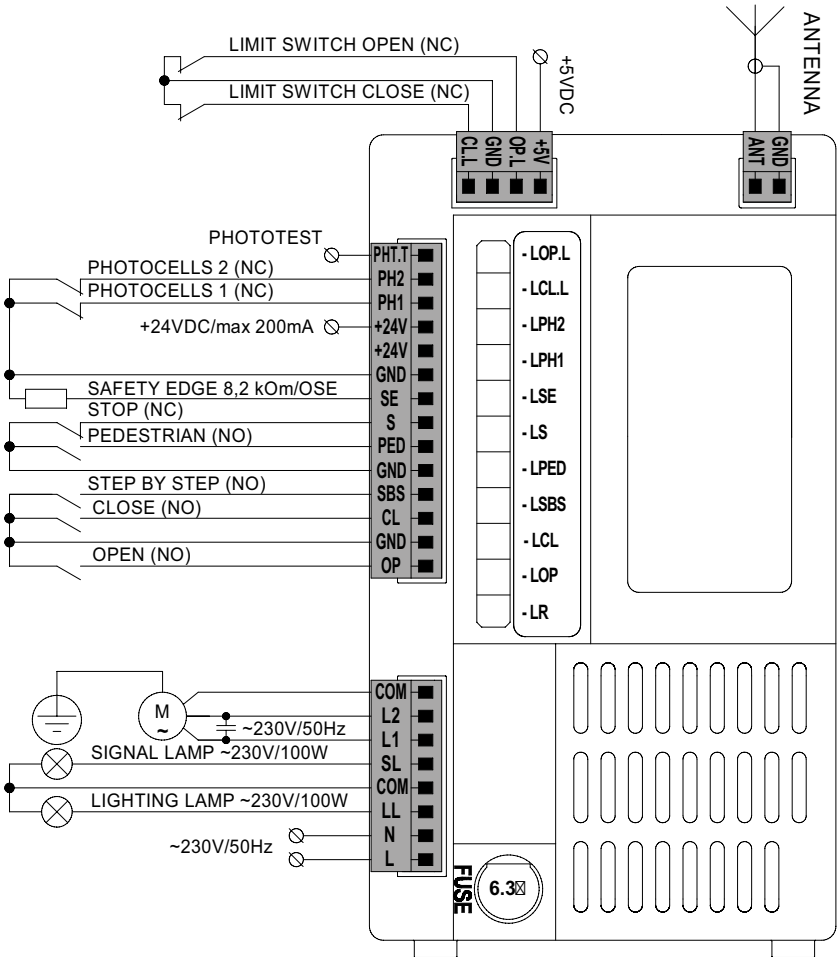 LIMIT SWITCH OPEN (NC)
LIMIT SWITCH CLOSE (NC)
+5VDC
ANTENNA
CL.L
GND
OP.L
+5V
ANT
GND
PHOTOTEST
PHOTOCELLS 2 (NC)
PHOTOCELLS 1 (NC)
+24VDC/max 200mA
SAFETY EDGE 8,2 kOm/OSE
STOP (NC)
PEDESTRIAN (NO)
STEP BY STEP (NO)
CLOSE (NO)
OPEN (NO)
PHT.T
PH2
PH1
+24V
+24V
GND
SE
S
PED
GND
SBS
CL
GND
OP
- LOP.L
- LCL.L
- LPH2
- LPH1
- LSE
- LS
- LPED
- LSBS
- LCL
- LOP
- LR
M
~
~230V/50Hz
SIGNAL LAMP ~230V/100W
LIGHTING LAMP ~230V/100W
~230V/50Hz
COM
L2
L1
SL
COM
LL
N
L
FUSE
6.3